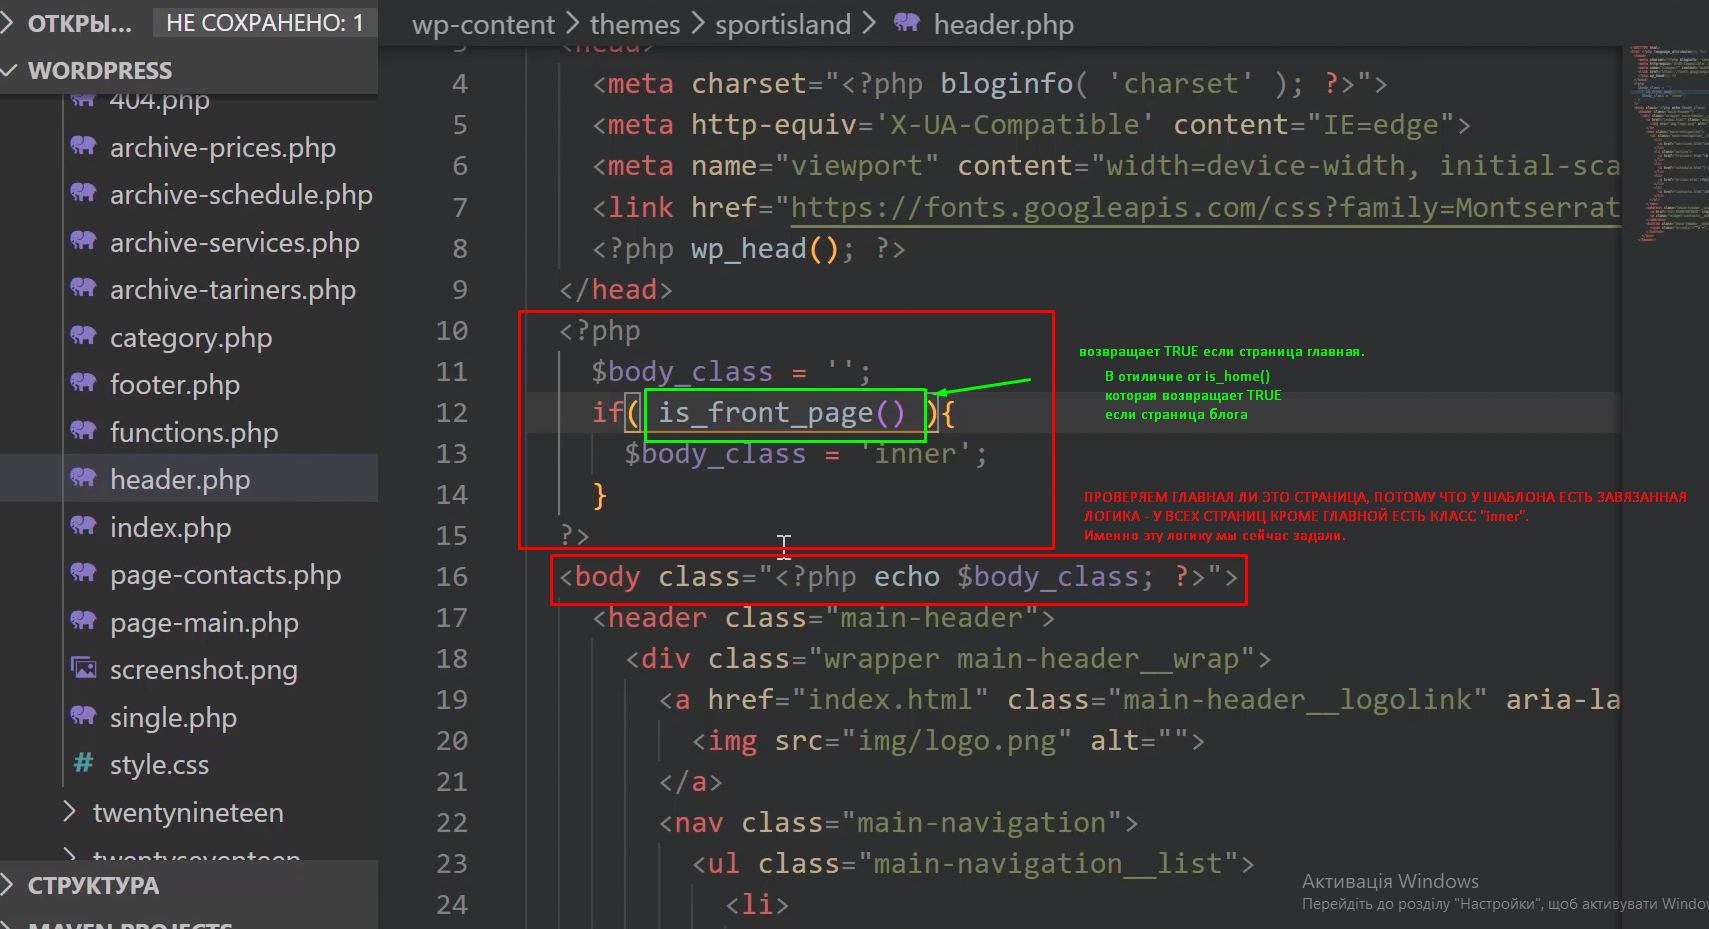 ОТКРЫ...
НЕ СОХРАНЕНО: 1
WORDPRESS
404.php
archive-prices.php
archive-schedule.php
archive-services.php
archive-tariners.php
category.php
footer.php
functions.php
header.php
index.php
page-contacts.php
page-main.php
screenshot.png
single.php
# style.css
twentynineteen
twentyseventeen
СТРУКТУРА
MAVEN PROJECTS
wp-content > themes > sportisland > header.php
3 <head>
4 <meta charset="<?php bloginfo( 'charset' ); ?>">
5 <meta http-equiv='X-UA-Compatible' content="IE=edge">
6 <meta name="viewport" content="width=device-width, initial-sca
7 <link href="https://fonts.googleapis.com/css?family=Montserrat
8 <?php wp_head(); ?>
9 </head>
10 <?php
11 $body_class = '';
12 if( is_front_page() ){
13 $body_class = 'inner';
14 }
15 ?>
16 <body class="<?php echo $body_class; ?>">
17 <header class="main-header">
18 <div class="wrapper main-header__wrap">
19 <a href="index.html" class="main-header__logolink" aria-la
20 <img src="img/logo.png" alt="">
21 </a>
22 <nav class="main-navigation">
23 <ul class="main-navigation__list">
24 <li>
возвращает TRUE если страница главная.
В отиличие от is_home()
которая возвращает TRUE
если страница блога
ПРОВЕРЯЕМ ГЛАВНАЛ ЛИ ЭТО СТРАНИЦА, ПОТОМУ ЧТО У ШАБЛОНА ЕСТЬ ЗАВЯЗАННАЯ
ЛОГИКА - У ВСЕХ СТРАНИЦ КРОМЕ ГЛАВНОЙ ЕСТЬ КЛАСС "inner".
Именно эту логику мы сейчас задали.
Активація Windows
Перейдіть до розділу "Настройки", щоб активувати Window